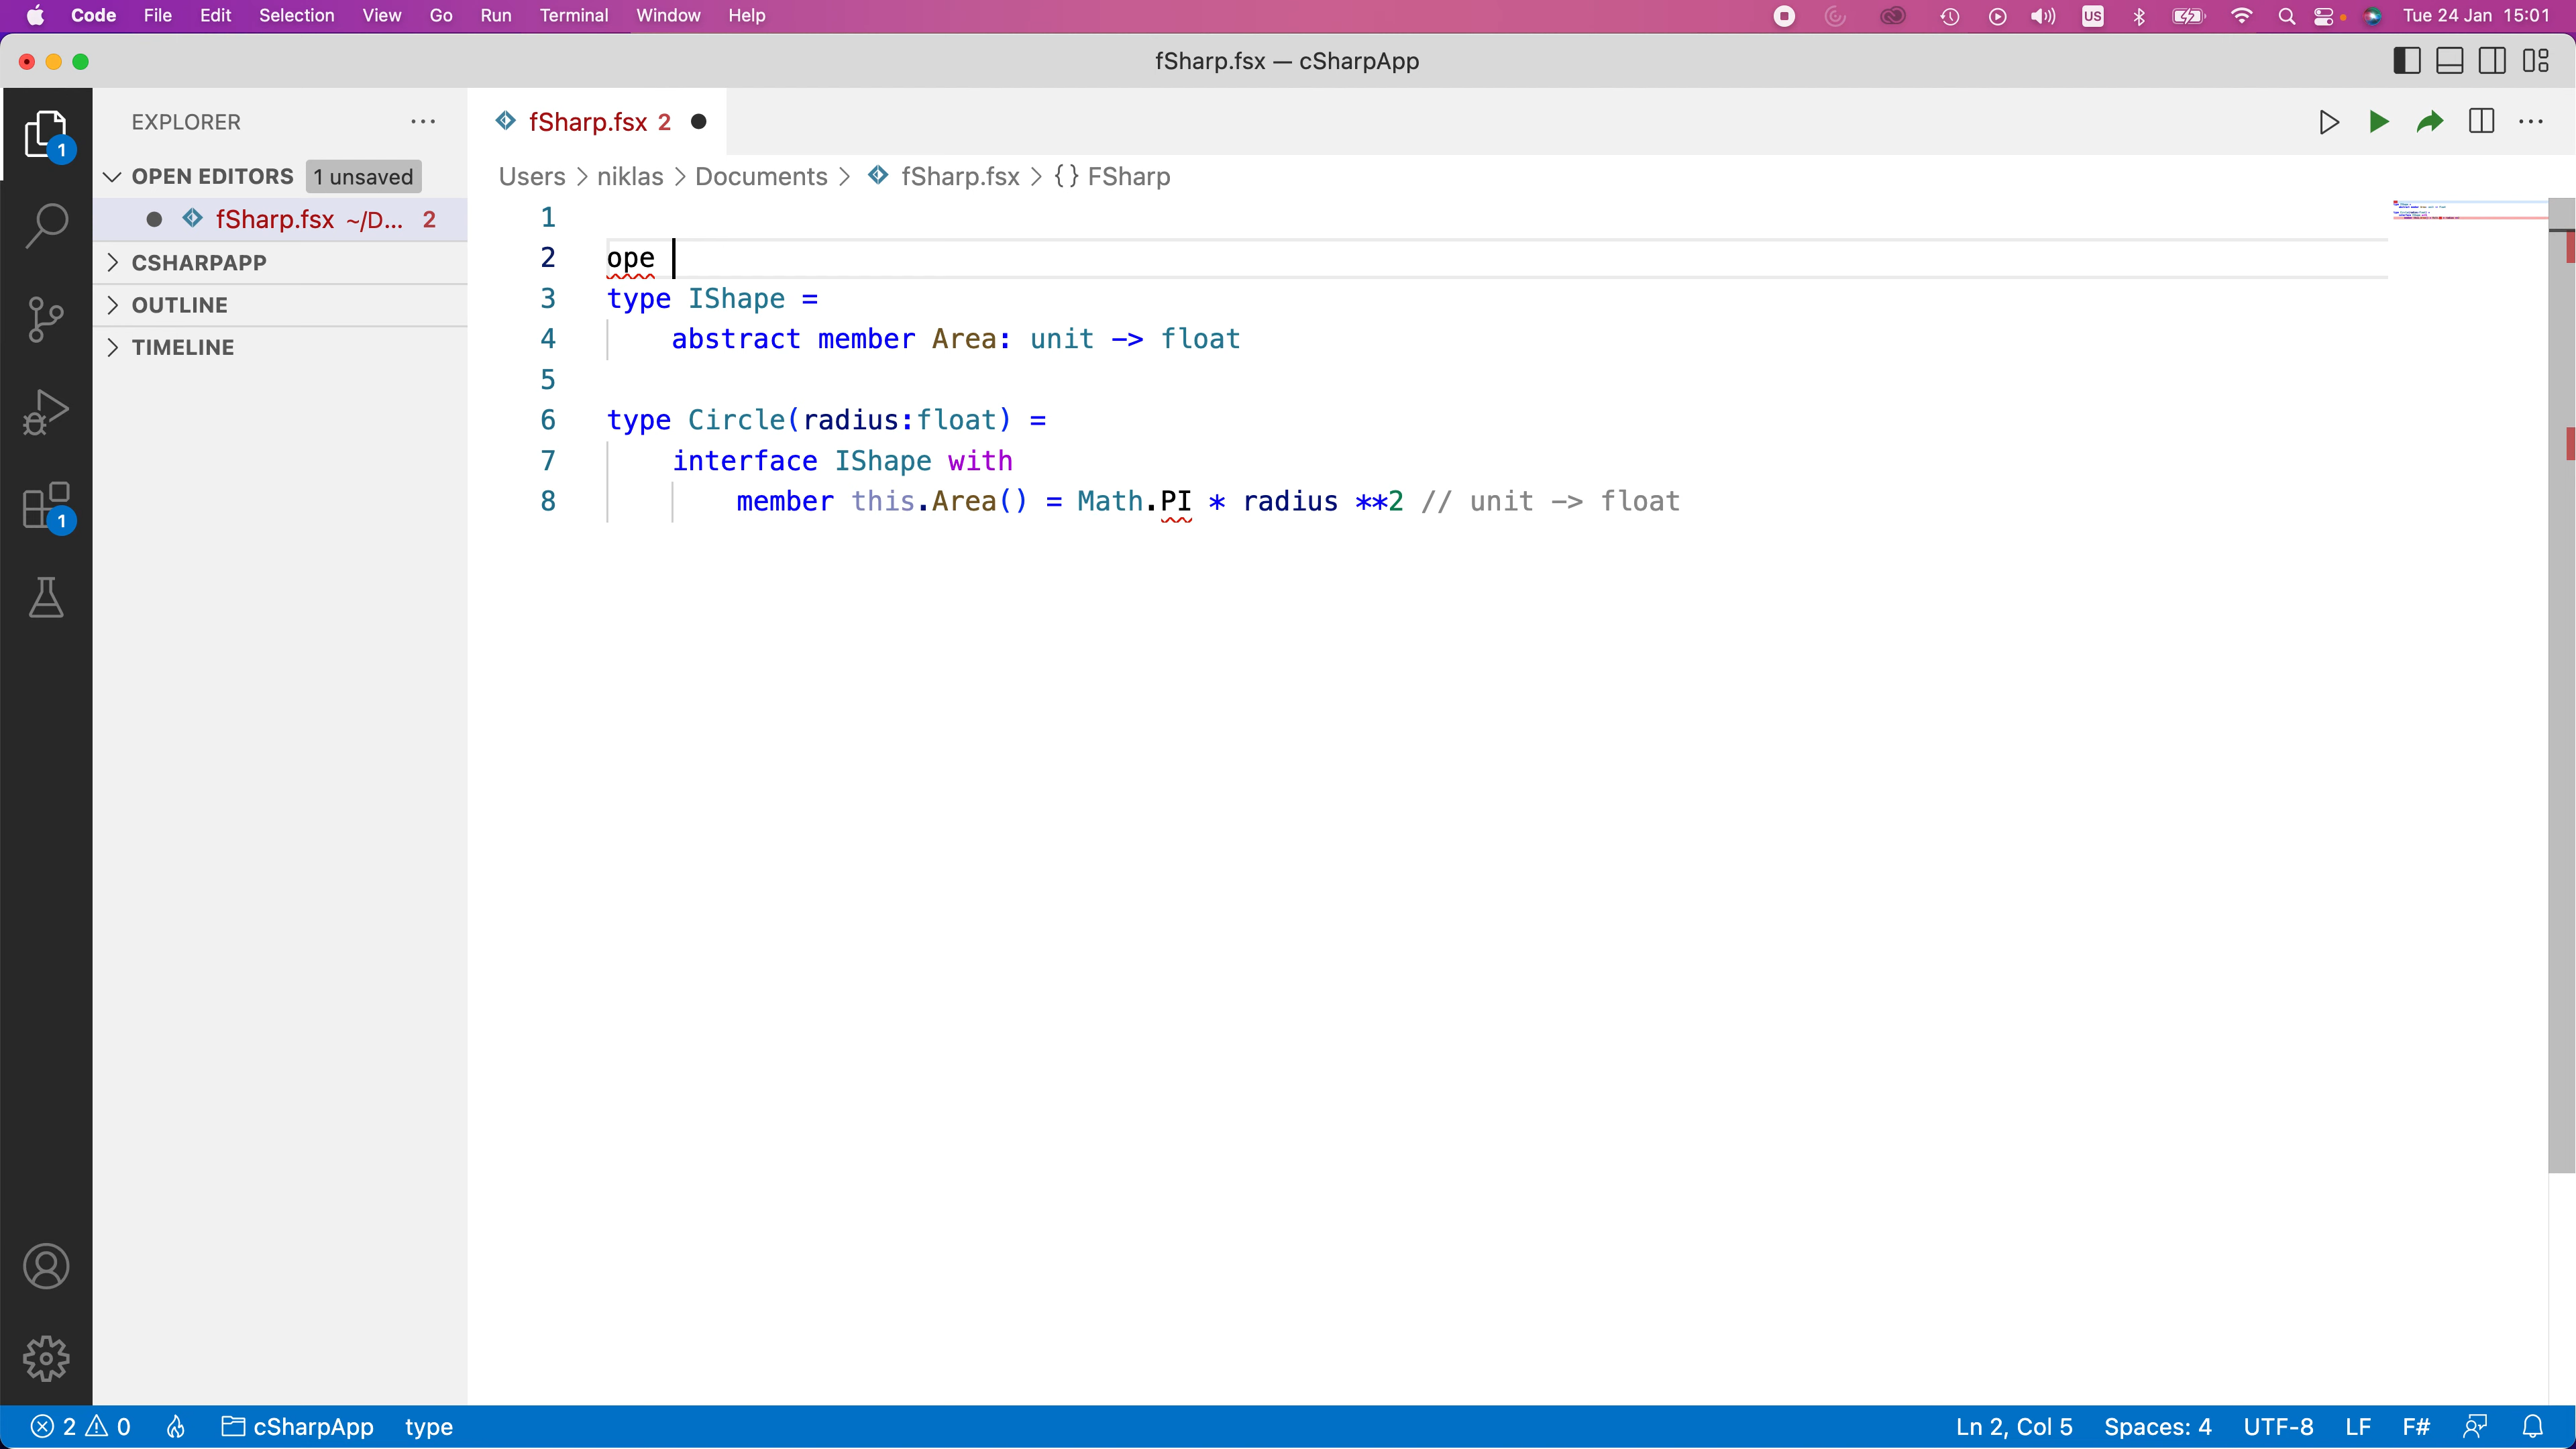 Code File Edit Selection View Go Run Terminal Window Help US Tue 24 Jan 15:01
fSharp.fsx — cSharpApp
EXPLORER
fSharp.fsx 2
OPEN EDITORS 1 unsaved
Users > niklas > Documents > fSharp.fsx > {} FSharp
fSharp.fsx ~/D... 2
CSHARPAPP
OUTLINE
TIMELINE
1
1
1
2 ope
3 type IShape =
4 abstract member Area: unit -> float
5
6 type Circle(radius:float) =
7 interface IShape with
8 member this.Area() = Math.PI * radius **2 // unit -> float
2 0 cSharpApp type Ln 2, Col 5 Spaces: 4 UTF-8 LF F#